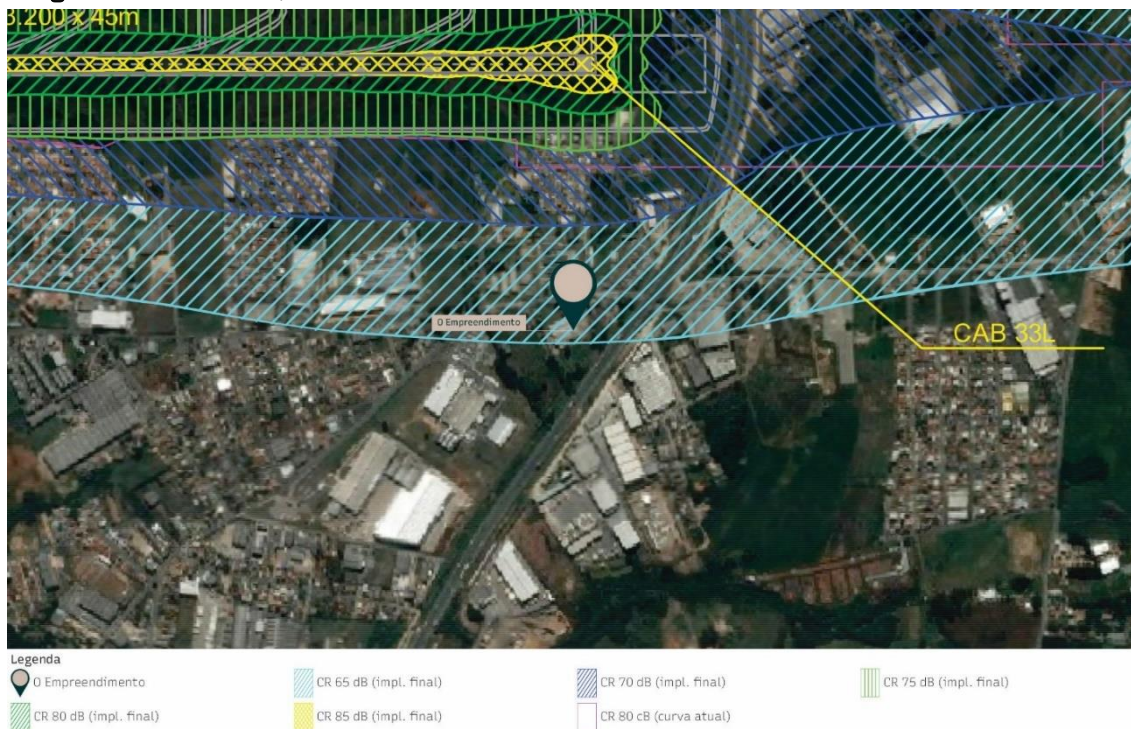 3.200 x 45m
O Empreendimento
CAB 33L
Legenda
O Empreendimento
CR 65 dB (impl. final)
CR 70 dB (impl. final)
CR 75 dB (impl. final)
CR 80 dB (impl. final)
CR 85 dB (impl. final)
CR 80 cB (curva atual)